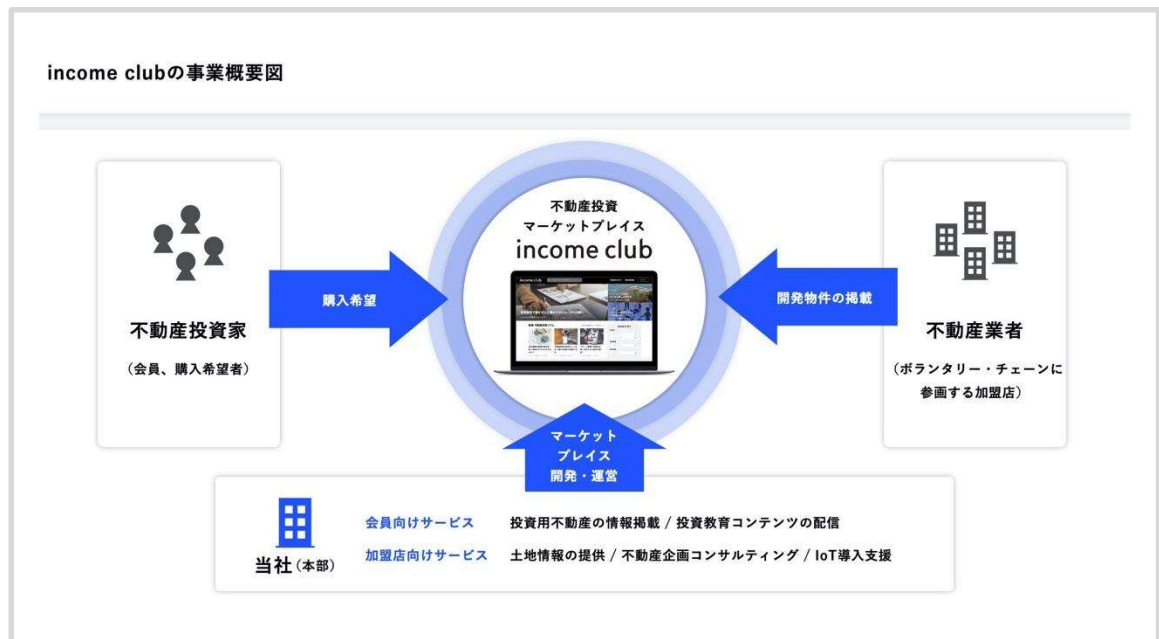 income clubの事業概要図
不動産投資
マーケットプレイス
income club
購入希望
開発物件の掲載
不動産投資家
（会員、購入希望者）
不動産業者
（ボランタリー・チェーンに
参画する加盟店）
マーケット
プレイス
開発・運営
会員向けサービス 投資用不動産の情報掲載 / 投資教育コンテンツの配信
加盟店向けサービス 土地情報の提供 / 不動産企画コンサルティング / IoT導入支援
当社（本部）